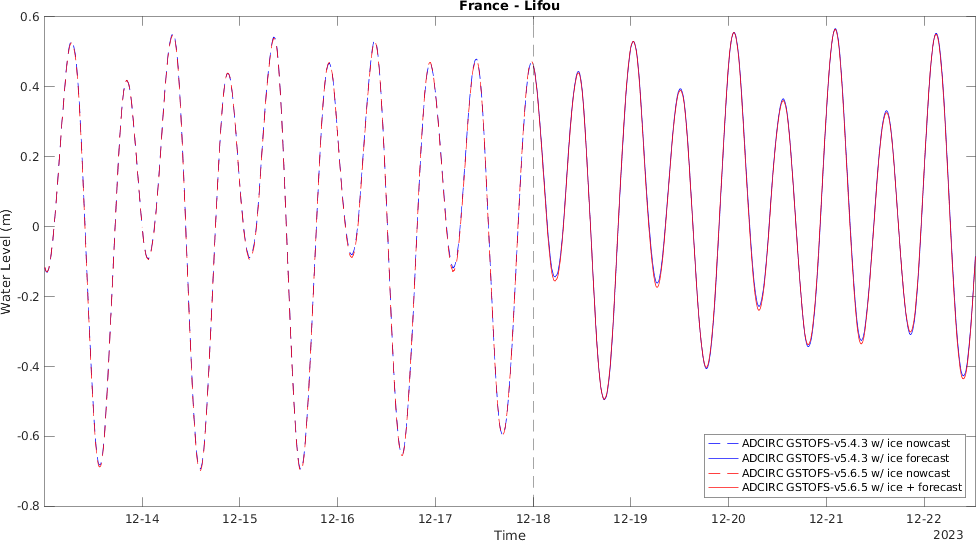 France - Lifou
0.6
0.4
0.2
0
-0.2
-0.4
-0.6
-0.8
Water Level (m)
ADCIRC GSTOFS-v5.4.3 w/ ice nowcast
ADCIRC GSTOFS-v5.4.3 w/ ice forecast
ADCIRC GSTOFS-v5.6.5 w/ ice nowcast
ADCIRC GSTOFS-v5.6.5 w/ ice + forecast
12-14 12-15 12-16 12-17 12-18 12-19 12-20 12-21 12-22
Time
2023